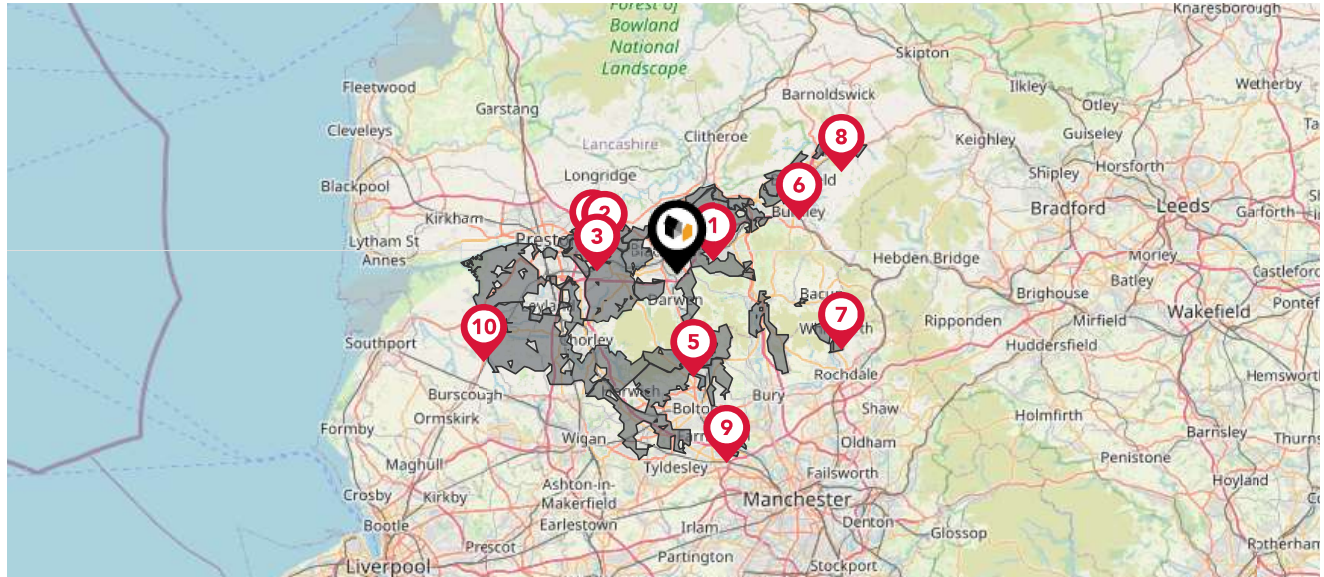 Forest of
Bowland
National
Landscape
Knaresborough
Skipton
Fleetwood
Barnoldswick
Ilkley
Wetherby
Garstang
Otley
Cleveleys
Clitheroe
8
Keighley
Guiseley
Lancashire
Horsforth
Blackpool
Longridge
Shipley
6
Kirkham
2
1
Bradford
Leeds
Garforth
3
Lytham St
Annes
Hebden Bridge
Morley
Batley
Castleford
Brighouse
Darwen
Wakefield
7
10
Ripponden
Mirfield
Southport
5
Huddersfield
Rochdale
Burscough
Bury
Hemsworth
Ormskirk
Shaw
Holmfirth
Formby
9
Wigan
Oldham
Barnsley
Maghull
Tyldesley
Penistone
Failsworth
Crosby
Kirkby
Ashton-in-
Makerfield
Manchester
Hoyland
Bootle
Earlestown
Irlam
Denton
Glossop
Prescot
Partington
Rotherham
Liverpool
Stockport